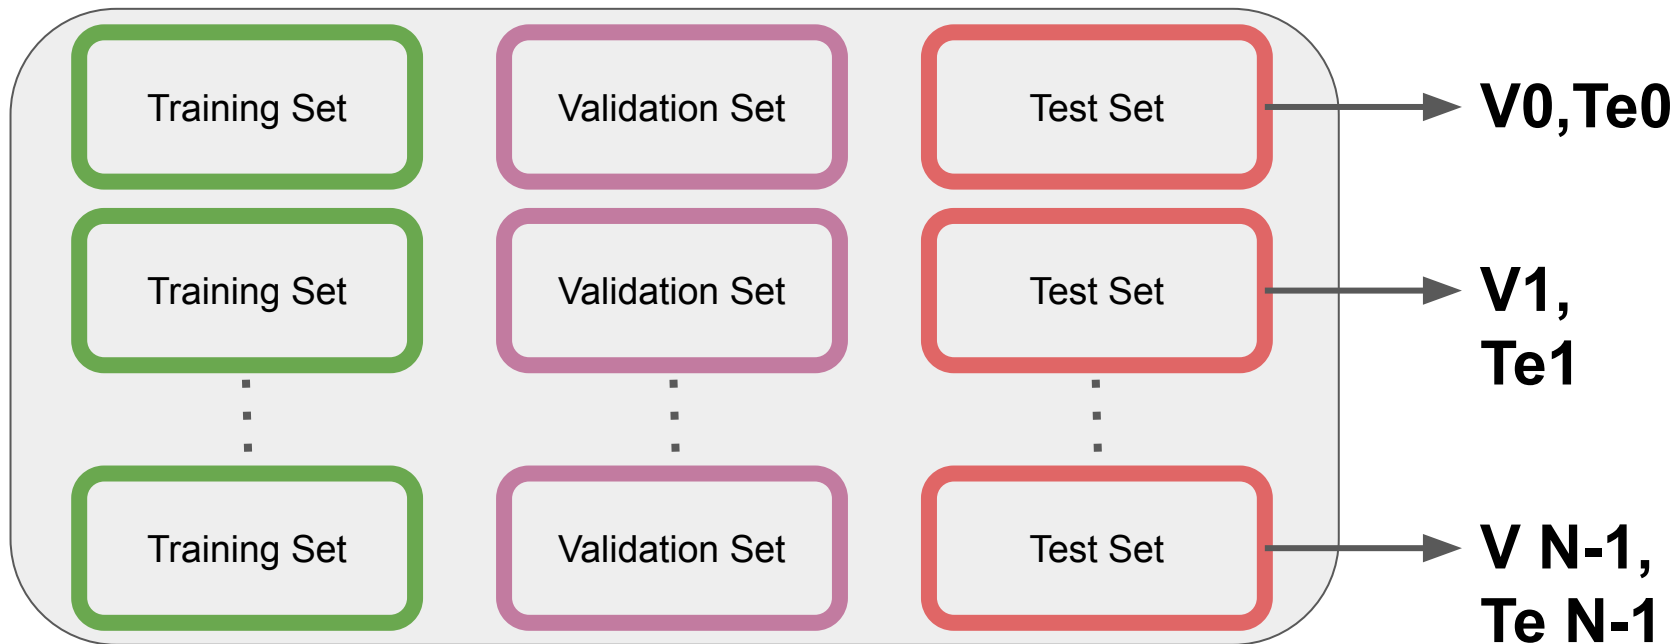 Training Set
Validation Set
Test Set
V0,Te0
Training Set
Validation Set
Test Set
V1,
Te1
Training Set
Validation Set
Test Set
V N-1,
Te N-1